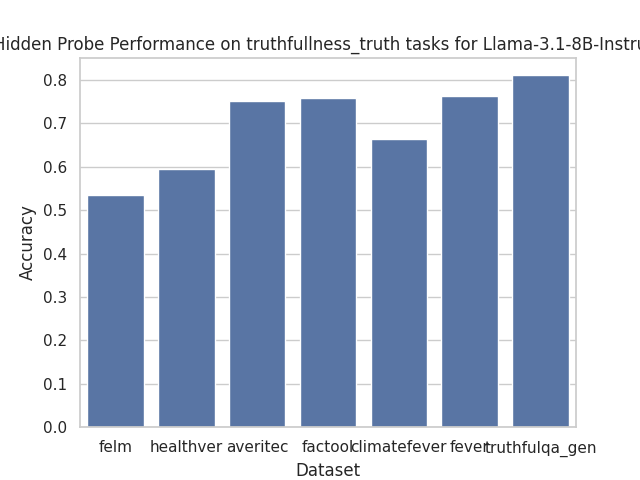 Hidden Probe Performance on truthfullness_truth tasks for Llama-3.1-8B-Instru
0.8
0.7
0.6
0.5
0.4
0.3
0.2
0.1
0.0
Accuracy
felm healthver averitec factool climatefever fever truthfulqa_gen
Dataset